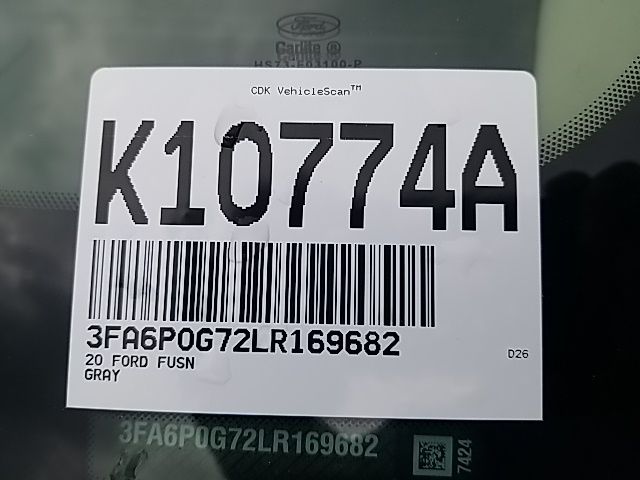 Ford
Carlite ®
CDK VehicleScan™
K10774A
3FA6P0G72LR169682
20 FORD FUSN
GRAY
D26
3FA6P0G72LR169682
7424